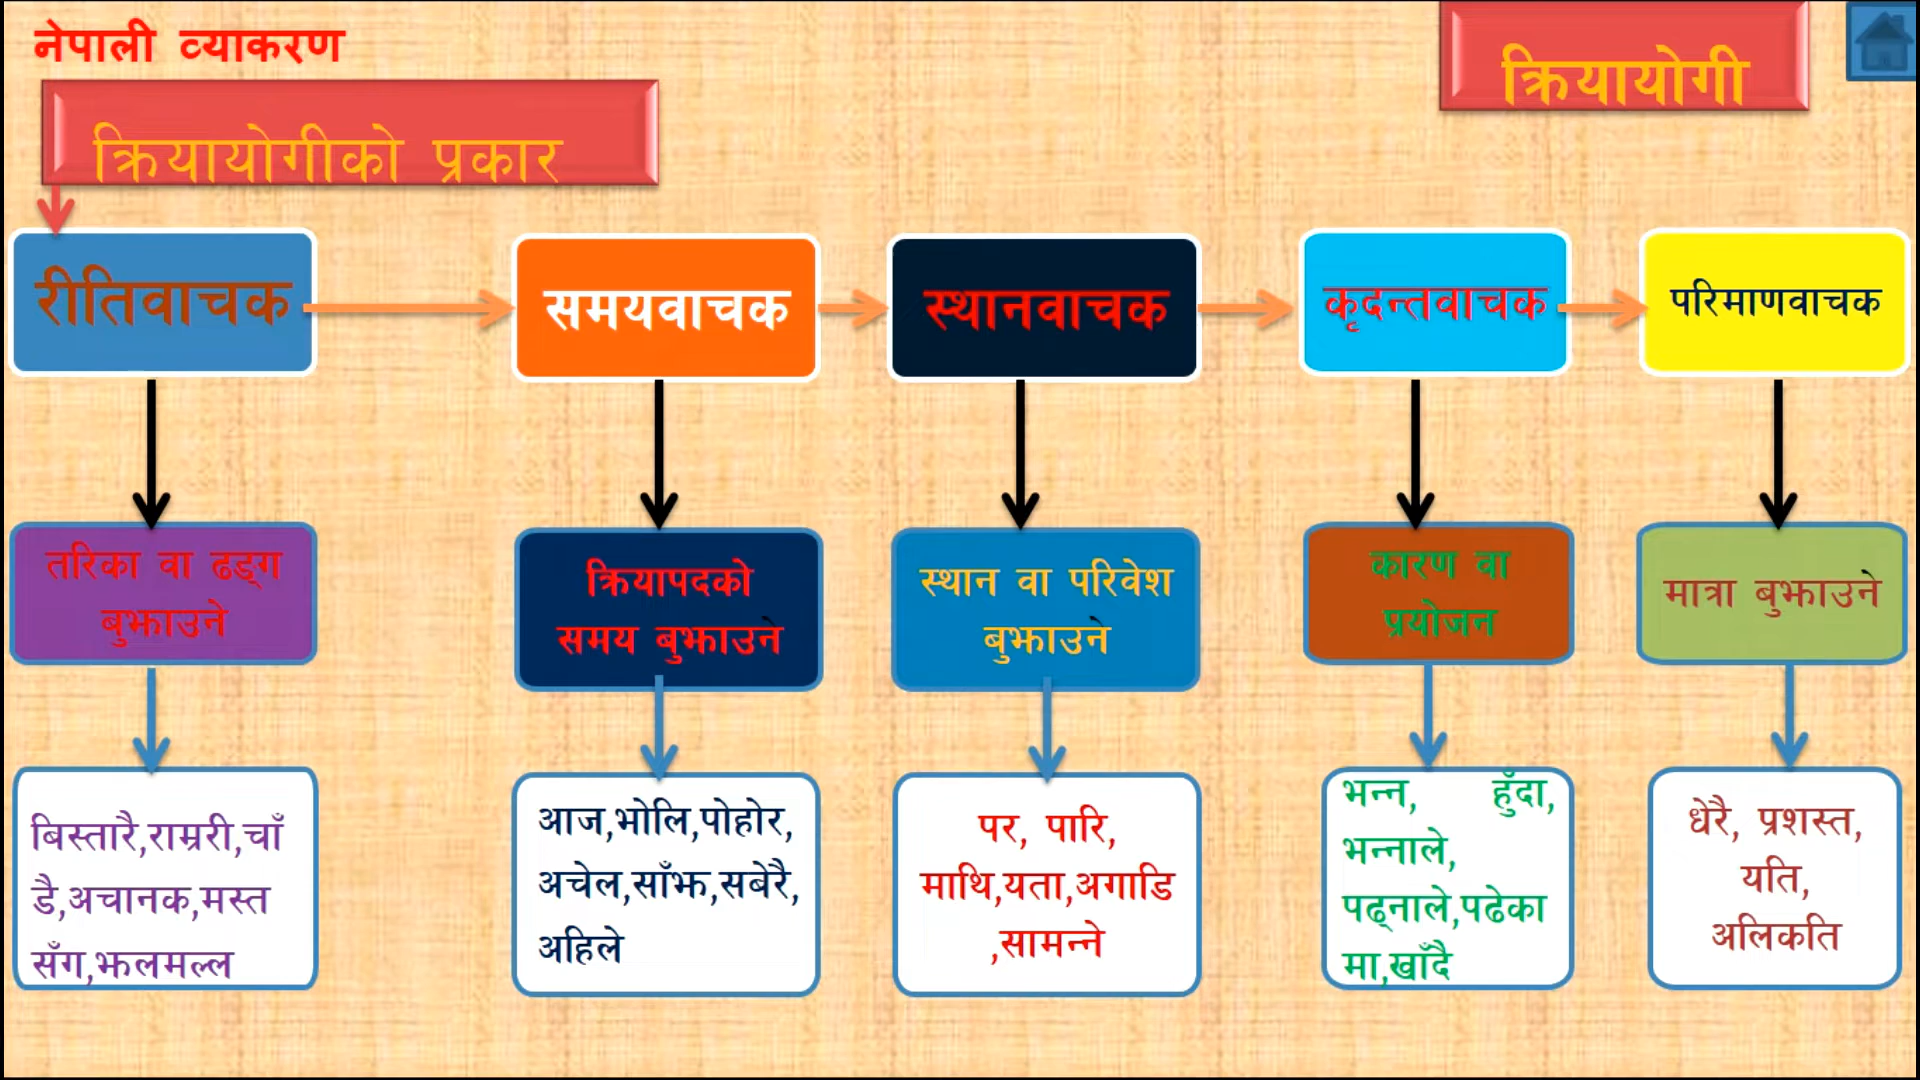 नेपाली व्याकरण
क्रियायोगी
क्रियायोगीको प्रकार
रीतिवाचक
समयवाचक
स्थानवाचक
कृदन्तवाचक
परिमाणवाचक
तरिका वा ढड्ग
बुझाउने
क्रियापदको
समय बुझाउने
स्थान वा परिवेश
बुझाउने
कारण वा
प्रयोजन
मात्रा बुझाउने
बिस्तारै,राम्ररी,चाँ
डै,अचानक,मस्त
सँग,झलमल्ल
आज,भोलि,पोहोर,
अचेल,साँझ,सबेरै,
अहिले
पर, पारि,
माथि,यता,अगाडि
,सामन्ने
भन्न, हुँदा,
भन्नाले,
पढ्नाले,पढेका
मा,खाँदै
धेरै, प्रशस्त,
यति,
अलिकति